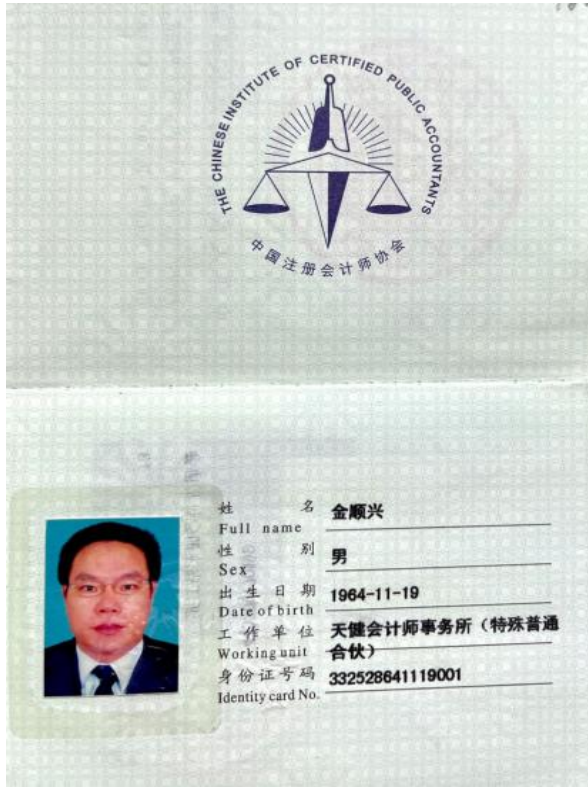 THE CHINESE INSTITUTE OF CERTIFIED PUBLIC ACCOUNTANTS
中国注册会计师协会
姓 名 金顺兴
Full name
性 别 男
Sex
出 生 日 期 1964-11-19
Date of birth
工 作 单 位 天健会计师事务所（特殊普通
Working unit 合伙）
身 份 证 号 码 332528641119001
Identity card No.